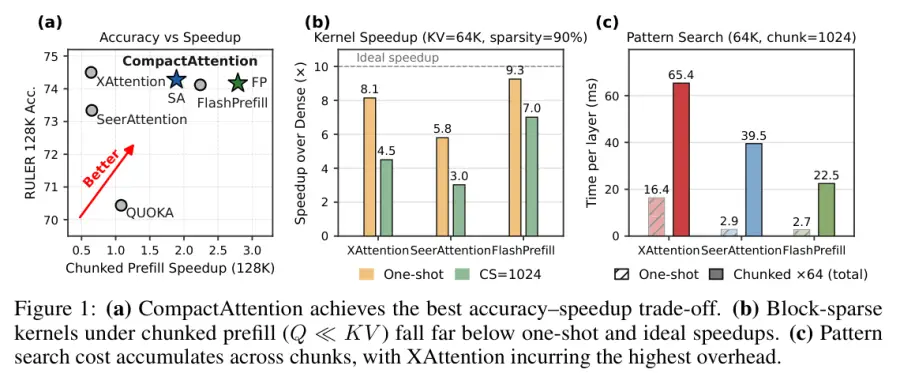 (a)
Accuracy vs Speedup
RULER 128K Acc.
75
74
73
72
71
70
CompactAttention
XAttention
SA
FP
FlashPrefill
SeerAttention
Better
QUOKA
0.5 1.0 1.5 2.0 2.5 3.0
Chunked Prefill Speedup (128K)
(b)
Kernel Speedup (KV=64K, sparsity=90%)
Speedup over Dense (×)
Ideal speedup
10
8
6
4
2
0
8.1
4.5
5.8
3.0
9.3
7.0
XAttention SeerAttention FlashPrefill
One-shot CS=1024
(c)
Pattern Search (64K, chunk=1024)
Time per layer (ms)
60
40
20
0
16.4
65.4
2.9
39.5
2.7
22.5
XAttention SeerAttention FlashPrefill
One-shot Chunked ×64 (total)
Figure 1: (a) CompactAttention achieves the best accuracy–speedup trade-off. (b) Block-sparse
kernels under chunked prefill (Q ≪ KV) fall far below one-shot and ideal speedups. (c) Pattern
search cost accumulates across chunks, with XAttention incurring the highest overhead.